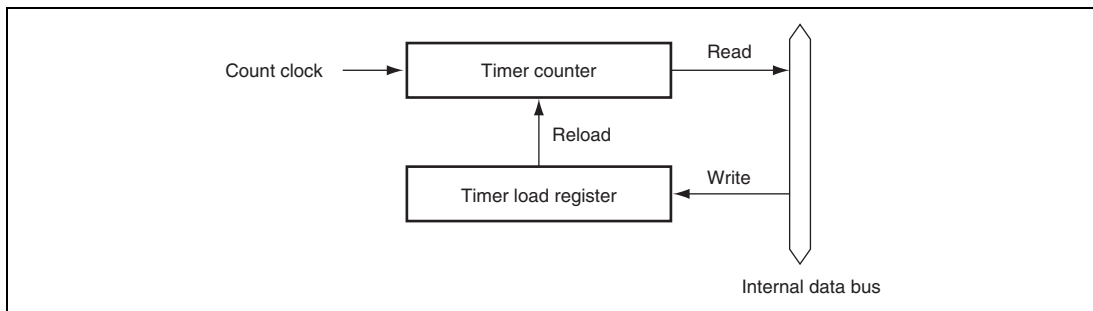 Read
Count clock
Timer counter
Reload
Write
Timer load register
Internal data bus